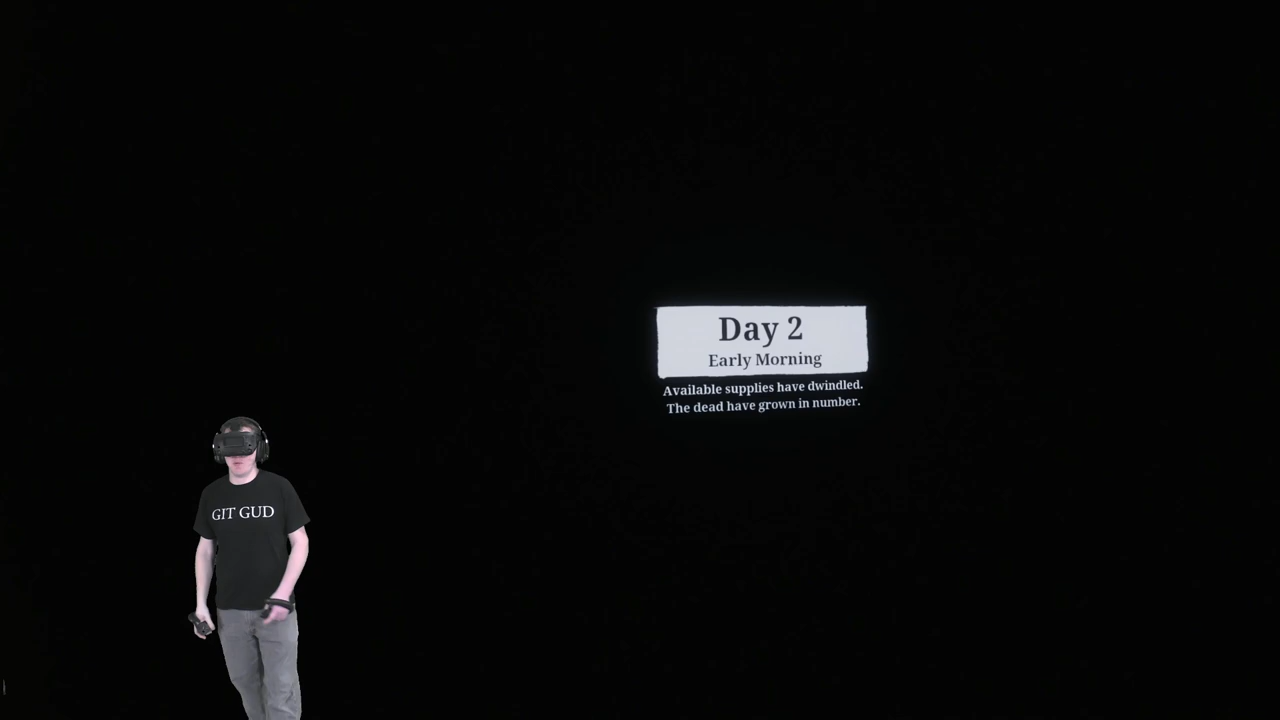 Day 2
Early Morning
Available supplies have dwindled.
The dead have grown in number.
GIT GUD